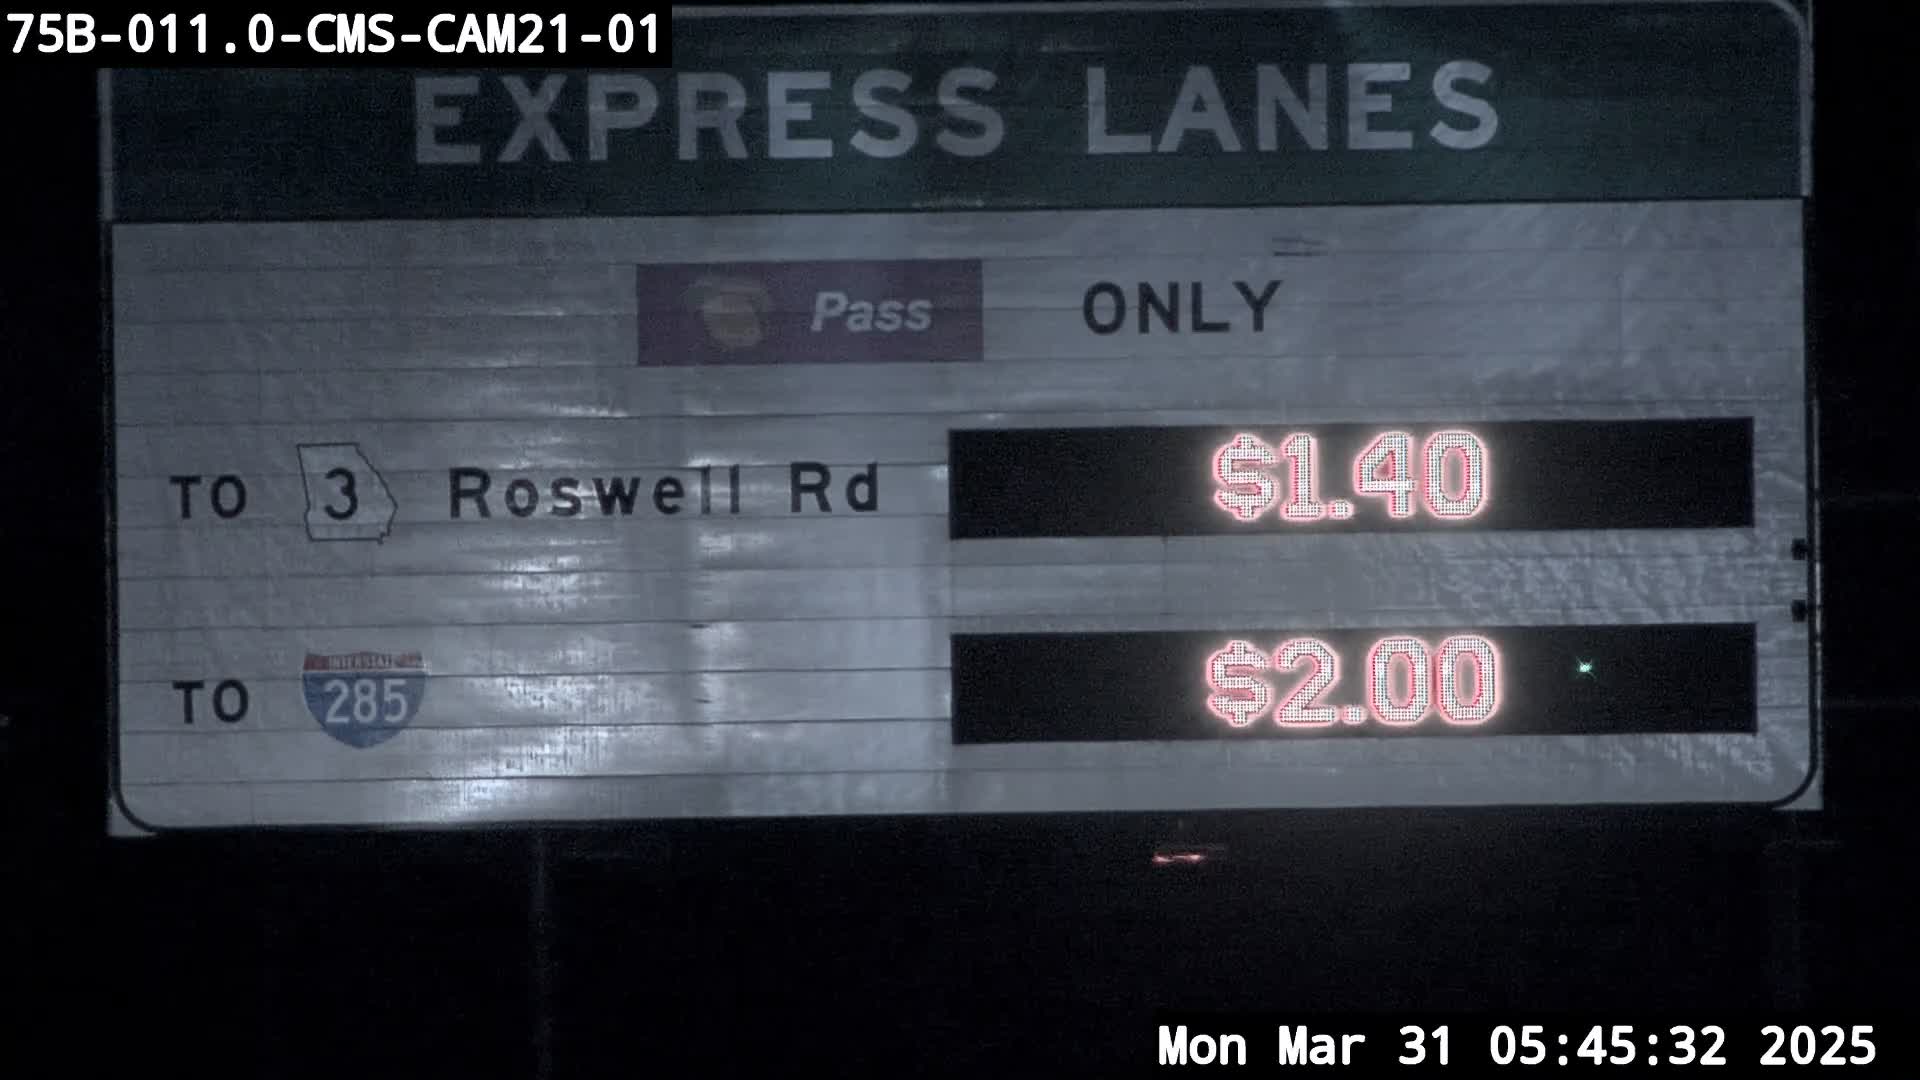 75B-011.0-CMS-CAM21-01
EXPRESS LANES
Pass ONLY
TO 3 Roswell Rd $1.40
TO INTERSTATE 285 $2.00
Mon Mar 31 05:45:32 2025